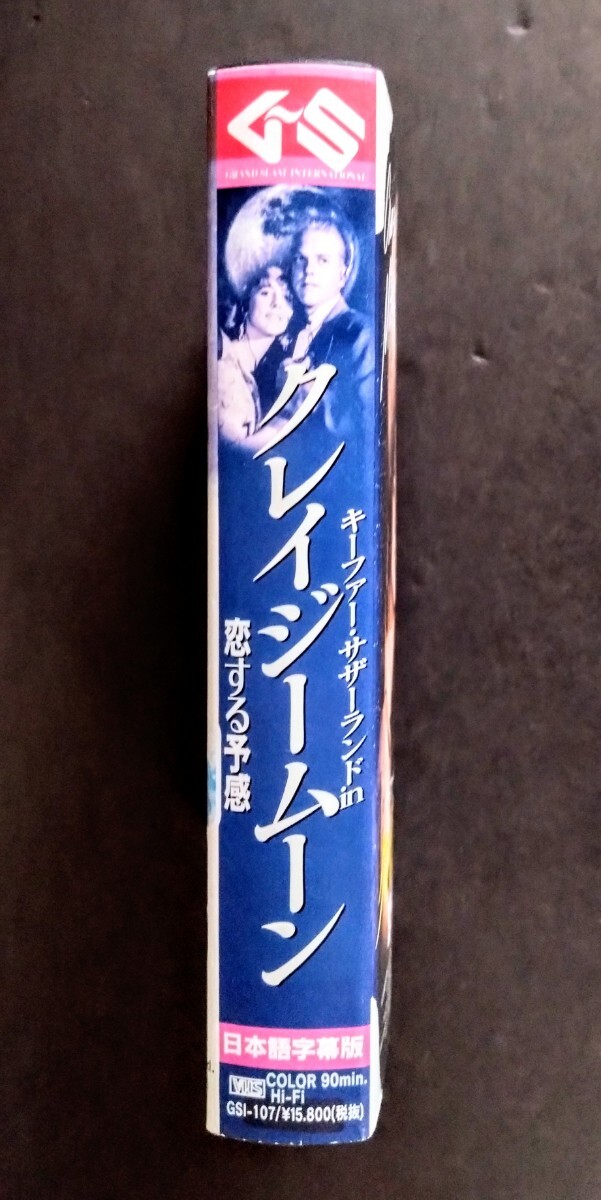 GS
GRAND SLAM INTERNATIONAL
キーファー・サザーランドin
クレイジームーン
恋する予感
日本語字幕版
VHS COLOR 90min.
Hi-Fi
GSI-107/¥15.800(税抜)
d.